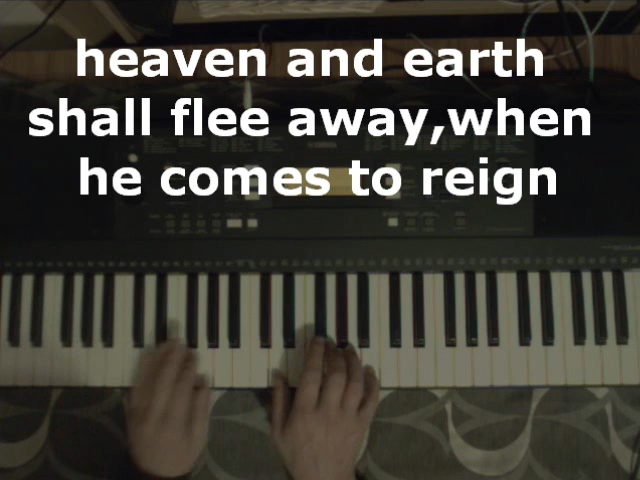 heaven and earth
shall flee away,when
he comes to reign